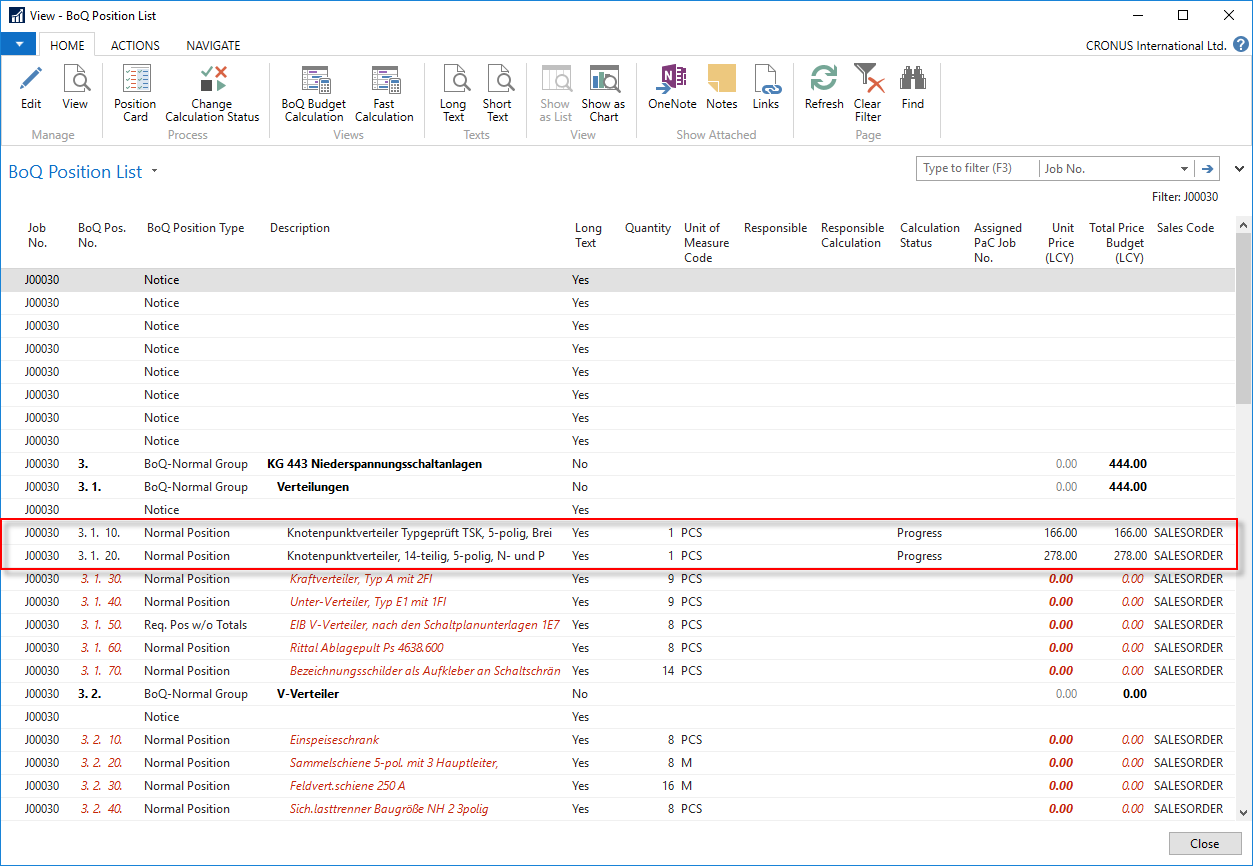 View - BoQ Position List
HOME ACTIONS NAVIGATE CRONUS International Ltd. ?
Edit View Position Card Change Calculation Status BoQ Budget Calculation Fast Calculation Long Text Short Text Show as List Show as Chart OneNote Notes Links Refresh Clear Filter Find
Manage Process Views Texts View Show Attached Page
BoQ Position List Type to filter (F3) Job No.
Filter: J00030
Job No. BoQ Pos. No. BoQ Position Type Description Long Text Quantity Unit of Measure Code Responsible Responsible Calculation Calculation Status Assigned PaC Job No. Unit Price (LCY) Total Price Budget (LCY) Sales Code
J00030 Notice Yes
J00030 Notice Yes
J00030 Notice Yes
J00030 Notice Yes
J00030 Notice Yes
J00030 Notice Yes
J00030 Notice Yes
J00030 Notice Yes
J00030 3. BoQ-Normal Group KG 443 Niederspannungsschaltanlagen No 0.00 444.00
J00030 3. 1. BoQ-Normal Group Verteilungen No 0.00 444.00
J00030 Notice Yes
J00030 3. 1. 10. Normal Position Knotenpunktverteiler Typgeprüft TSK, 5-polig, Brei Yes 1 PCS Progress 166.00 166.00 SALESORDER
J00030 3. 1. 20. Normal Position Knotenpunktverteiler, 14-teilig, 5-polig, N- und P Yes 1 PCS Progress 278.00 278.00 SALESORDER
J00030 3. 1. 30. Normal Position Kraftverteiler, Typ A mit 2FI Yes 9 PCS 0.00 0.00 SALESORDER
J00030 3. 1. 40. Normal Position Unter-Verteiler, Typ E1 mit 1FI Yes 9 PCS 0.00 0.00 SALESORDER
J00030 3. 1. 50. Req. Pos w/o Totals EIB V-Verteiler, nach den Schaltplanunterlagen 1E7 Yes 8 PCS 0.00 0.00 SALESORDER
J00030 3. 1. 60. Normal Position Rittal Ablagepult Ps 4638.600 Yes 8 PCS 0.00 0.00 SALESORDER
J00030 3. 1. 70. Normal Position Bezeichnungsschilder als Aufkleber an Schaltschrän Yes 14 PCS 0.00 0.00 SALESORDER
J00030 3. 2. BoQ-Normal Group V-Verteiler No 0.00 0.00
J00030 Notice Yes
J00030 3. 2. 10. Normal Position Einspeiseschrank Yes 8 PCS 0.00 0.00 SALESORDER
J00030 3. 2. 20. Normal Position Sammelschiene 5-pol. mit 3 Hauptleiter, Yes 8 M 0.00 0.00 SALESORDER
J00030 3. 2. 30. Normal Position Feldvert.schiene 250 A Yes 16 M 0.00 0.00 SALESORDER
J00030 3. 2. 40. Normal Position Sich.lasttrenner Baugröße NH 2 3polig Yes 8 PCS 0.00 0.00 SALESORDER
Close